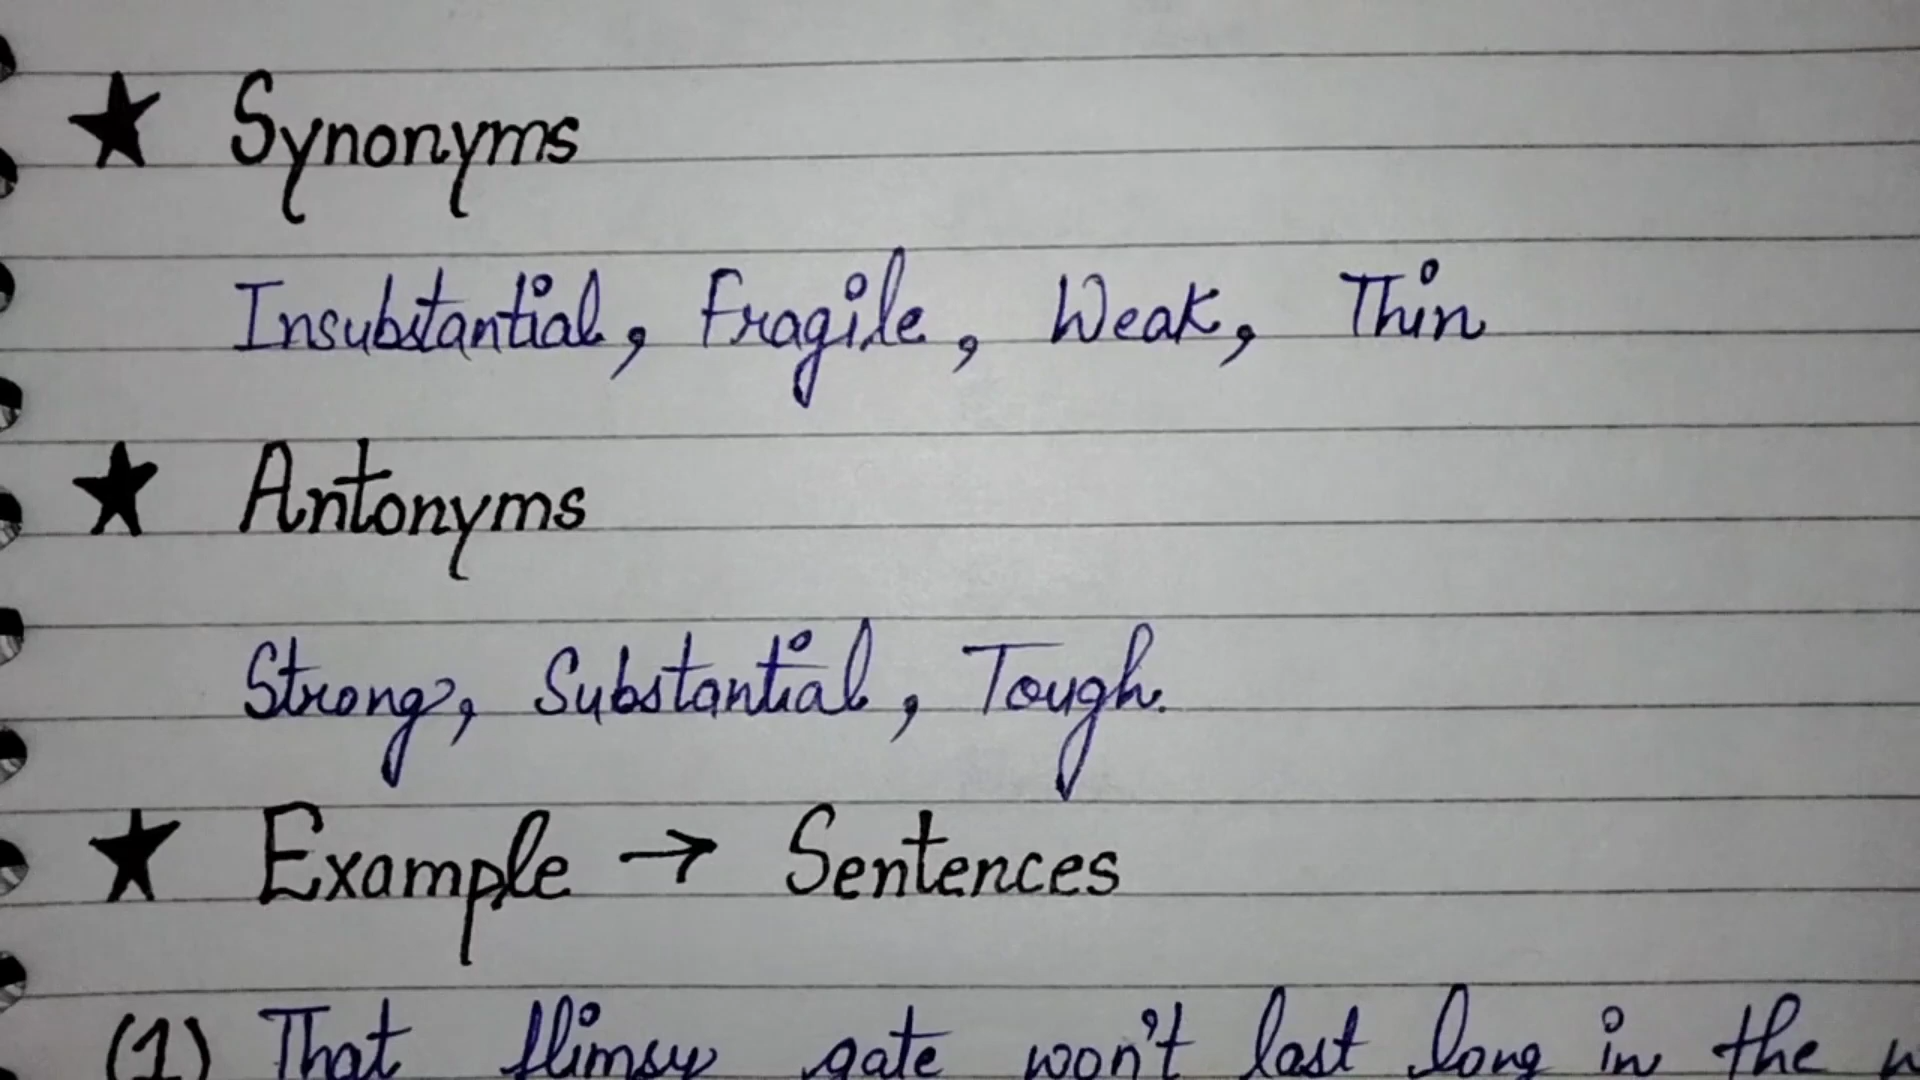 ★ Synonyms
Insubstantial, Fragile, Weak, Thin
★ Antonyms
Strong, Substantial, Tough.
★ Example → Sentences
(1) That flimsy gate won't last long in the